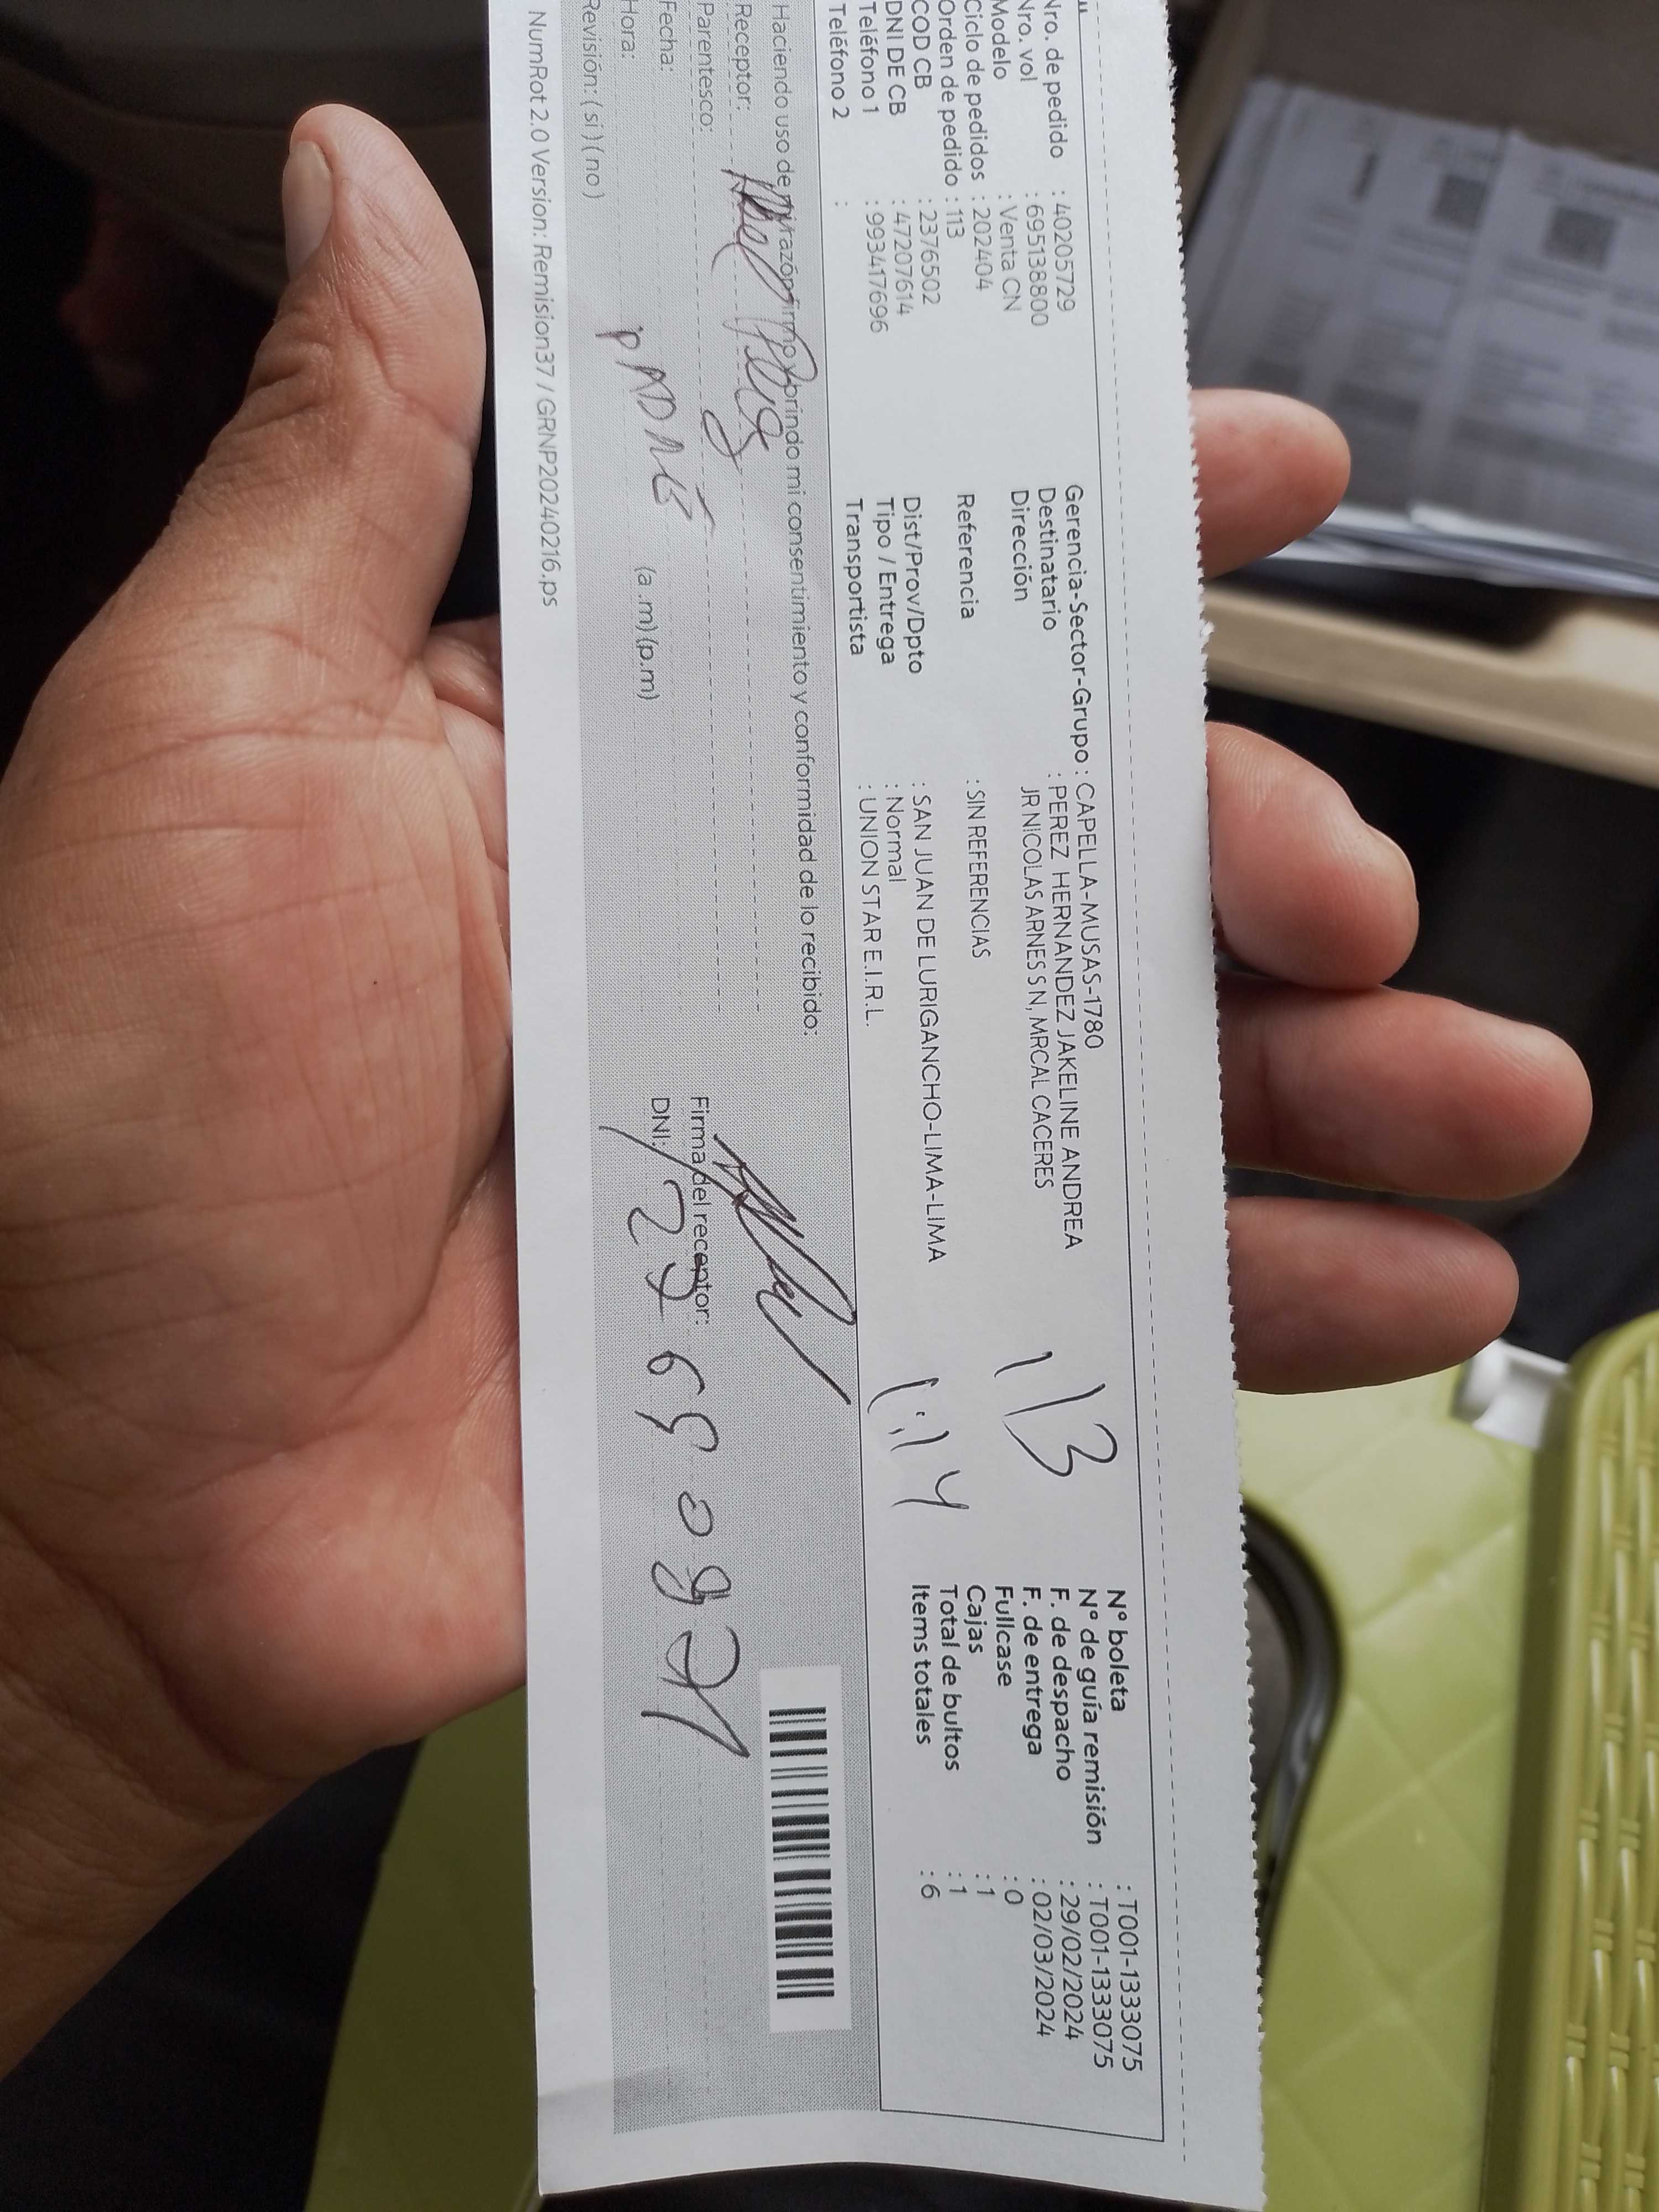 Nro. de pedido : 40205729
Nro. vol : 695138800
Modelo : Venta CN
Ciclo de pedidos : 202404
Orden de pedido : 113
COD CB : 2376502
DNI DE CB : 47207614
Teléfono 1 : 993417696
Teléfono 2 :
Gerencia-Sector-Grupo : CAPELLA-MUSAS-1780
Destinatario : PEREZ HERNANDEZ JAKELINE ANDREA
Dirección JR NICOLAS ARNES S N, MRCAL CACERES
Referencia : SIN REFERENCIAS
Dist/Prov/Dpto : SAN JUAN DE LURIGANCHO-LIMA-LIMA
Tipo / Entrega : Normal
Transportista : UNION STAR E.I.R.L.
113
1:14
N° boleta : T001-1333075
N° de guía remisión : T001-1333075
F. de despacho : 29/02/2024
F. de entrega : 02/03/2024
Fullcase : 0
Cajas : 1
Total de bultos : 1
Items totales : 6
Haciendo uso de mi razón firmo y brindo mi consentimiento y conformidad de lo recibido:
Receptor:
Parentesco: pADRE
Fecha:
Hora: (a .m) (p.m)
Revisión: ( si ) ( no )
Firma del receptor:
DNI:
NumRot 2.0 Version: Remision37 / GRNP20240216.ps